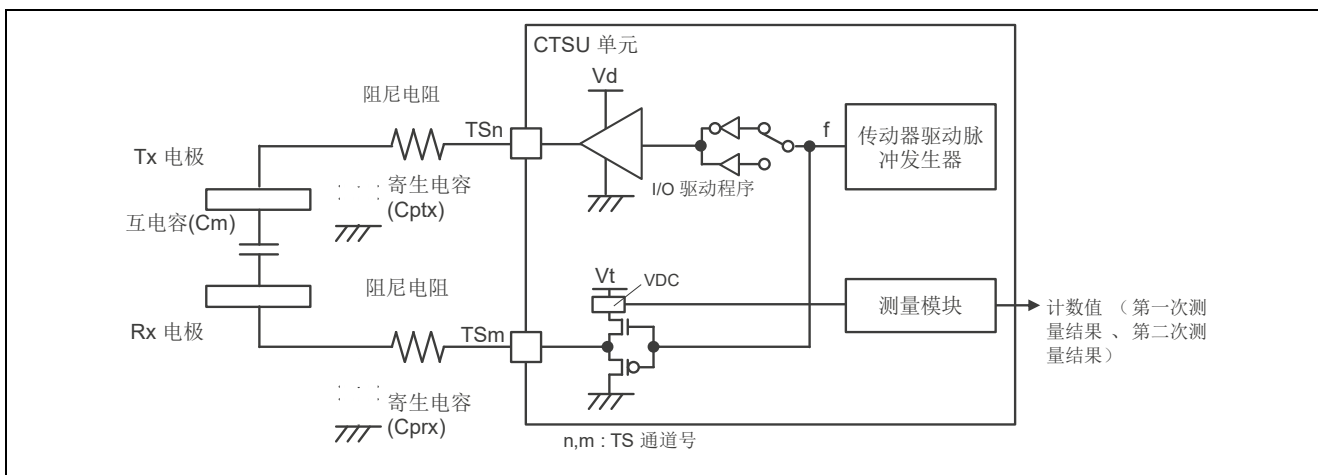 CTSU 单元
Vd
阻尼电阻
TSn
f
传动器驱动脉
冲发生器
Tx 电极
寄生电容
(Cptx)
I/O 驱动程序
互电容(Cm)
Vt
VDC
阻尼电阻
测量模块
计数值 （第一次测
量结果 、第二次测
量结果）
Rx 电极
TSm
寄生电容
(Cprx)
n,m : TS 通道号